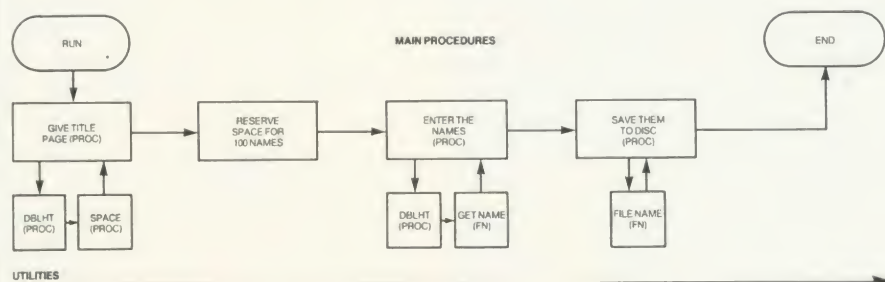 RUN
MAIN PROCEDURES
END
GIVE TITLE
PAGE (PROC)
RESERVE
SPACE FOR
100 NAMES
ENTER THE
NAMES
(PROC)
SAVE THEM
TO DISC
(PROC)
DBLHT
(PROC)
SPACE
(PROC)
DBLHT
(PROC)
GET NAME
(FN)
FILE NAME
(FN)
UTILITIES